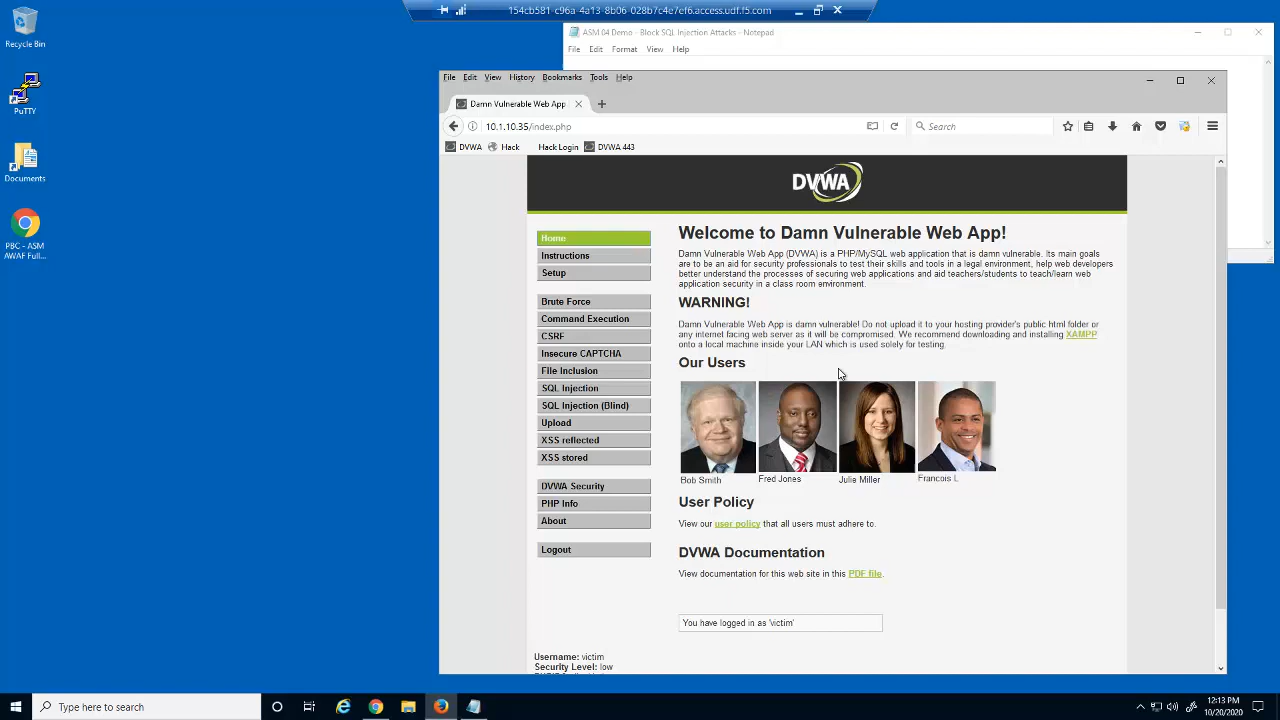 154cb581-c96a-4a13-8b06-028b7c4e7ef6.access.udf.f5.com
Recycle Bin
PuTTY
Documents
PBC - ASM
AWAF Full...
ASM 04 Demo - Block SQL Injection Attacks - Notepad
File Edit Format View Help
File Edit View History Bookmarks Tools Help
Damn Vulnerable Web App
10.1.10.35/index.php
Search
DVWA Hack Hack Login DVWA 443
DVWA
Home
Instructions
Setup
Brute Force
Command Execution
CSRF
Insecure CAPTCHA
File Inclusion
SQL Injection
SQL Injection (Blind)
Upload
XSS reflected
XSS stored
DVWA Security
PHP Info
About
Logout
Welcome to Damn Vulnerable Web App!
Damn Vulnerable Web App (DVWA) is a PHP/MySQL web application that is damn vulnerable. Its main goals
are to be an aid for security professionals to test their skills and tools in a legal environment, help web developers
better understand the processes of securing web applications and aid teachers/students to teach/learn web
application security in a class room environment.
WARNING!
Damn Vulnerable Web App is damn vulnerable! Do not upload it to your hosting provider's public html folder or
any internet facing web server as it will be compromised. We recommend downloading and installing XAMPP
onto a local machine inside your LAN which is used solely for testing.
Our Users
Bob Smith
Fred Jones
Julie Miller
Francois L
User Policy
View our user policy that all users must adhere to.
DVWA Documentation
View documentation for this web site in this PDF file.
You have logged in as 'victim'
Username: victim
Security Level: low
Type here to search
12:13 PM
10/20/2020